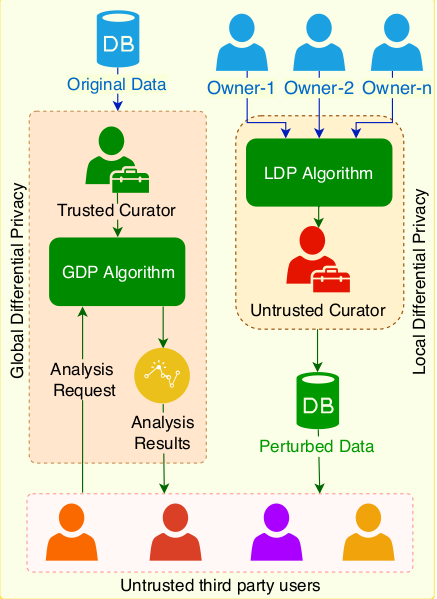 DB
Original Data
Owner-1
Owner-2
Owner-n
Global Differential Privacy
Trusted Curator
GDP Algorithm
Analysis
Request
Analysis
Results
LDP Algorithm
Untrusted Curator
Local Differential Privacy
DB
Perturbed Data
Untrusted third party users